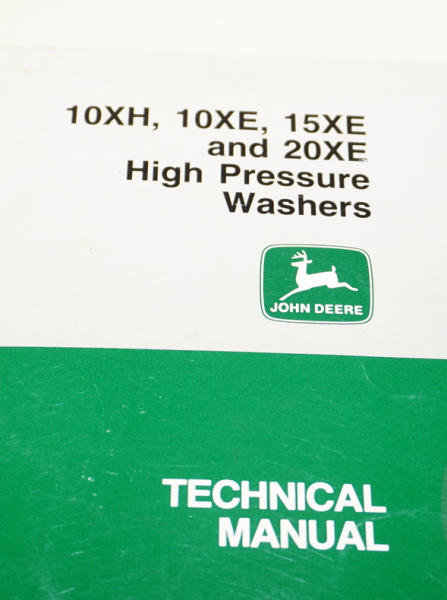 10XH, 10XE, 15XE
and 20XE
High Pressure
Washers
JOHN DEERE
TECHNICAL
MANUAL